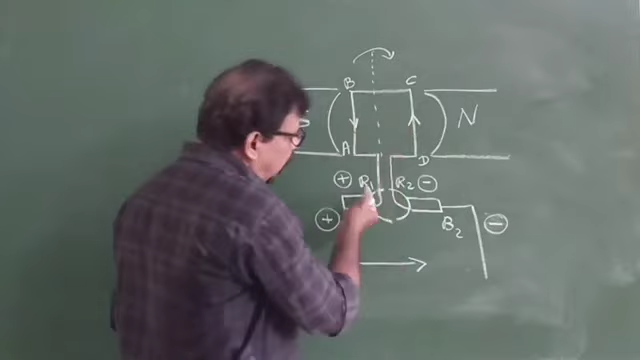 B C
S N
A D
+ R1 R2 −
+ B2 −